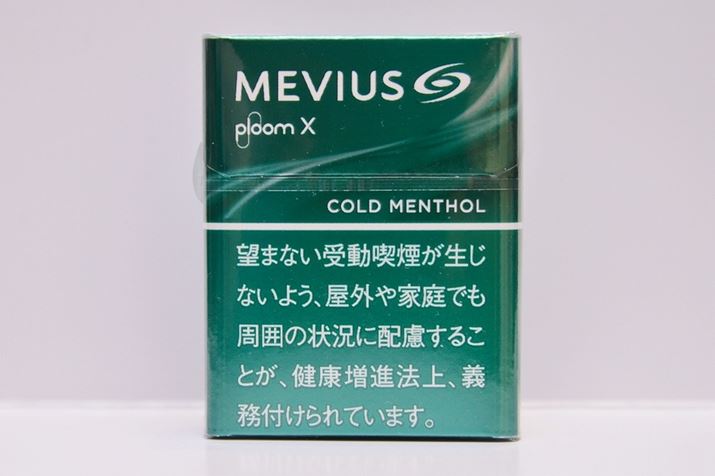 MEVIUS
ploom X
COLD MENTHOL
望まない受動喫煙が生じ
ないよう、屋外や家庭でも
周囲の状況に配慮するこ
とが、健康増進法上、義
務付けられています。